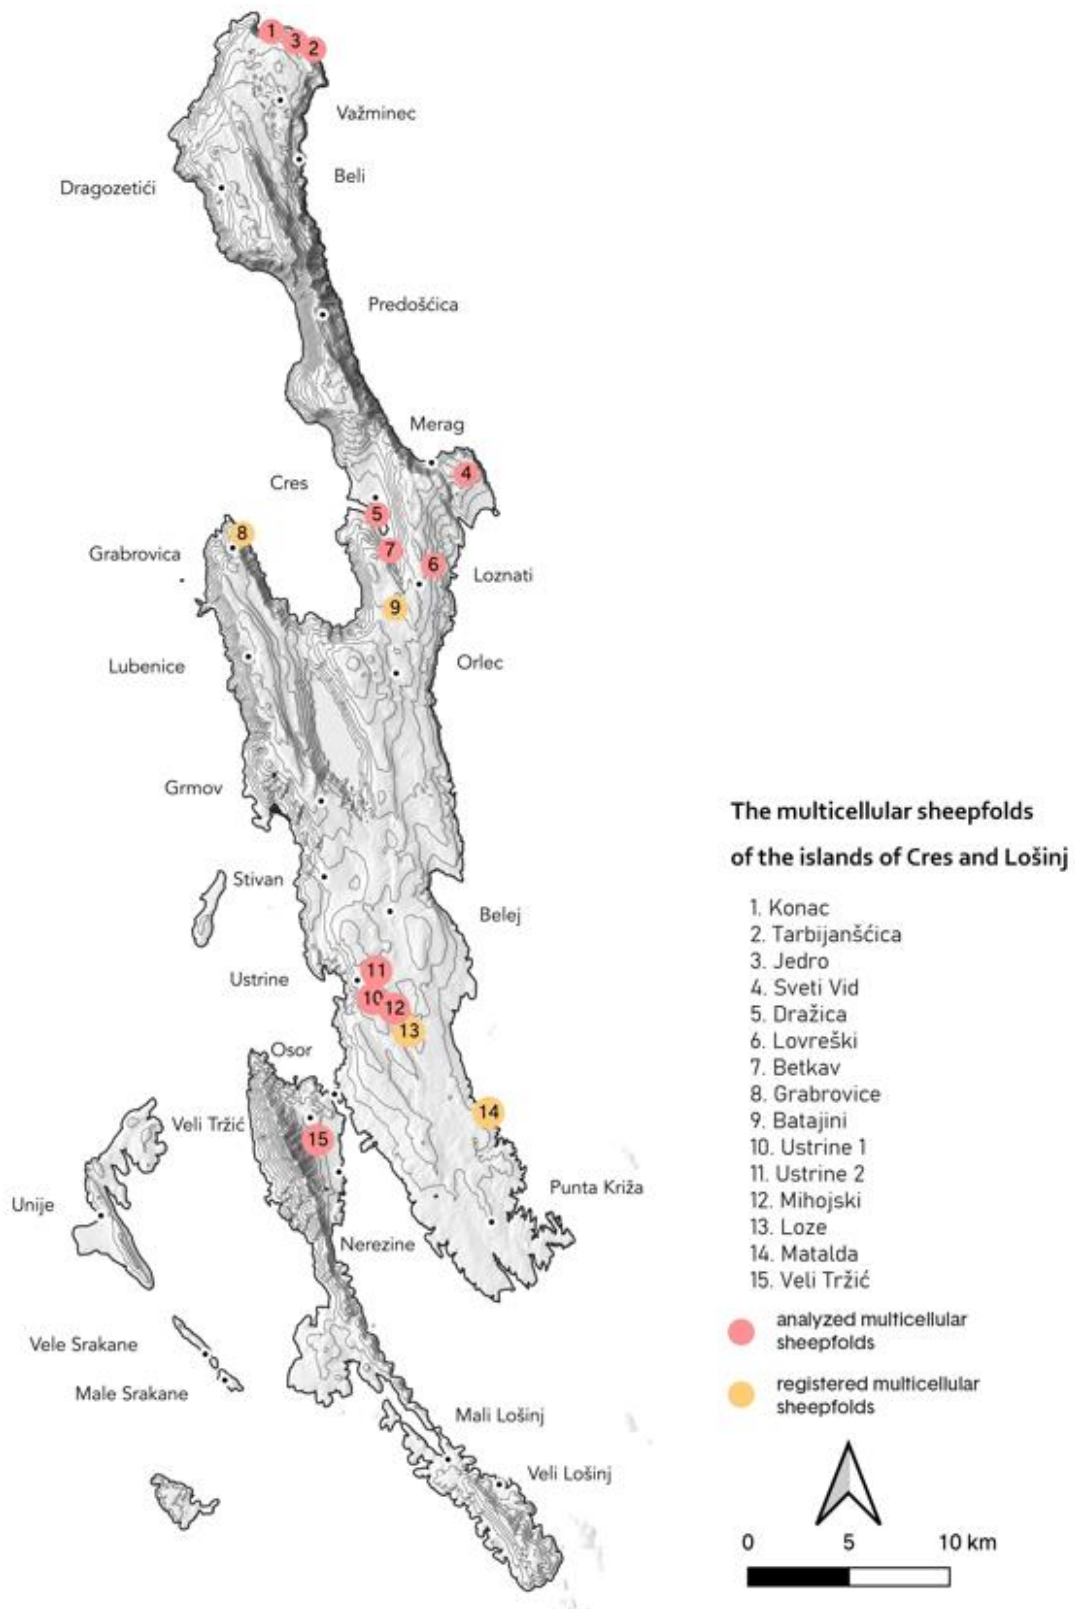 1
3
2
Važminec
Beli
Dragozetići
Predošćica
Merag
4
Cres
5
8
7
Grabrovica
6
Loznati
9
Lubenice
Orlec
Grmov
Stivan
Belej
11
Ustrine
10
12
13
Osor
14
Veli Tržić
15
Punta Križa
Unije
Nerezine
Vele Srakane
Male Srakane
Mali Lošinj
Veli Lošinj
The multicellular sheepfolds
of the islands of Cres and Lošinj
1. Konac
2. Tarbijanšćica
3. Jedro
4. Sveti Vid
5. Dražica
6. Lovreški
7. Betkav
8. Grabrovice
9. Batajini
10. Ustrine 1
11. Ustrine 2
12. Mihojski
13. Loze
14. Matalda
15. Veli Tržić
analyzed multicellular
sheepfolds
registered multicellular
sheepfolds
0 5 10 km